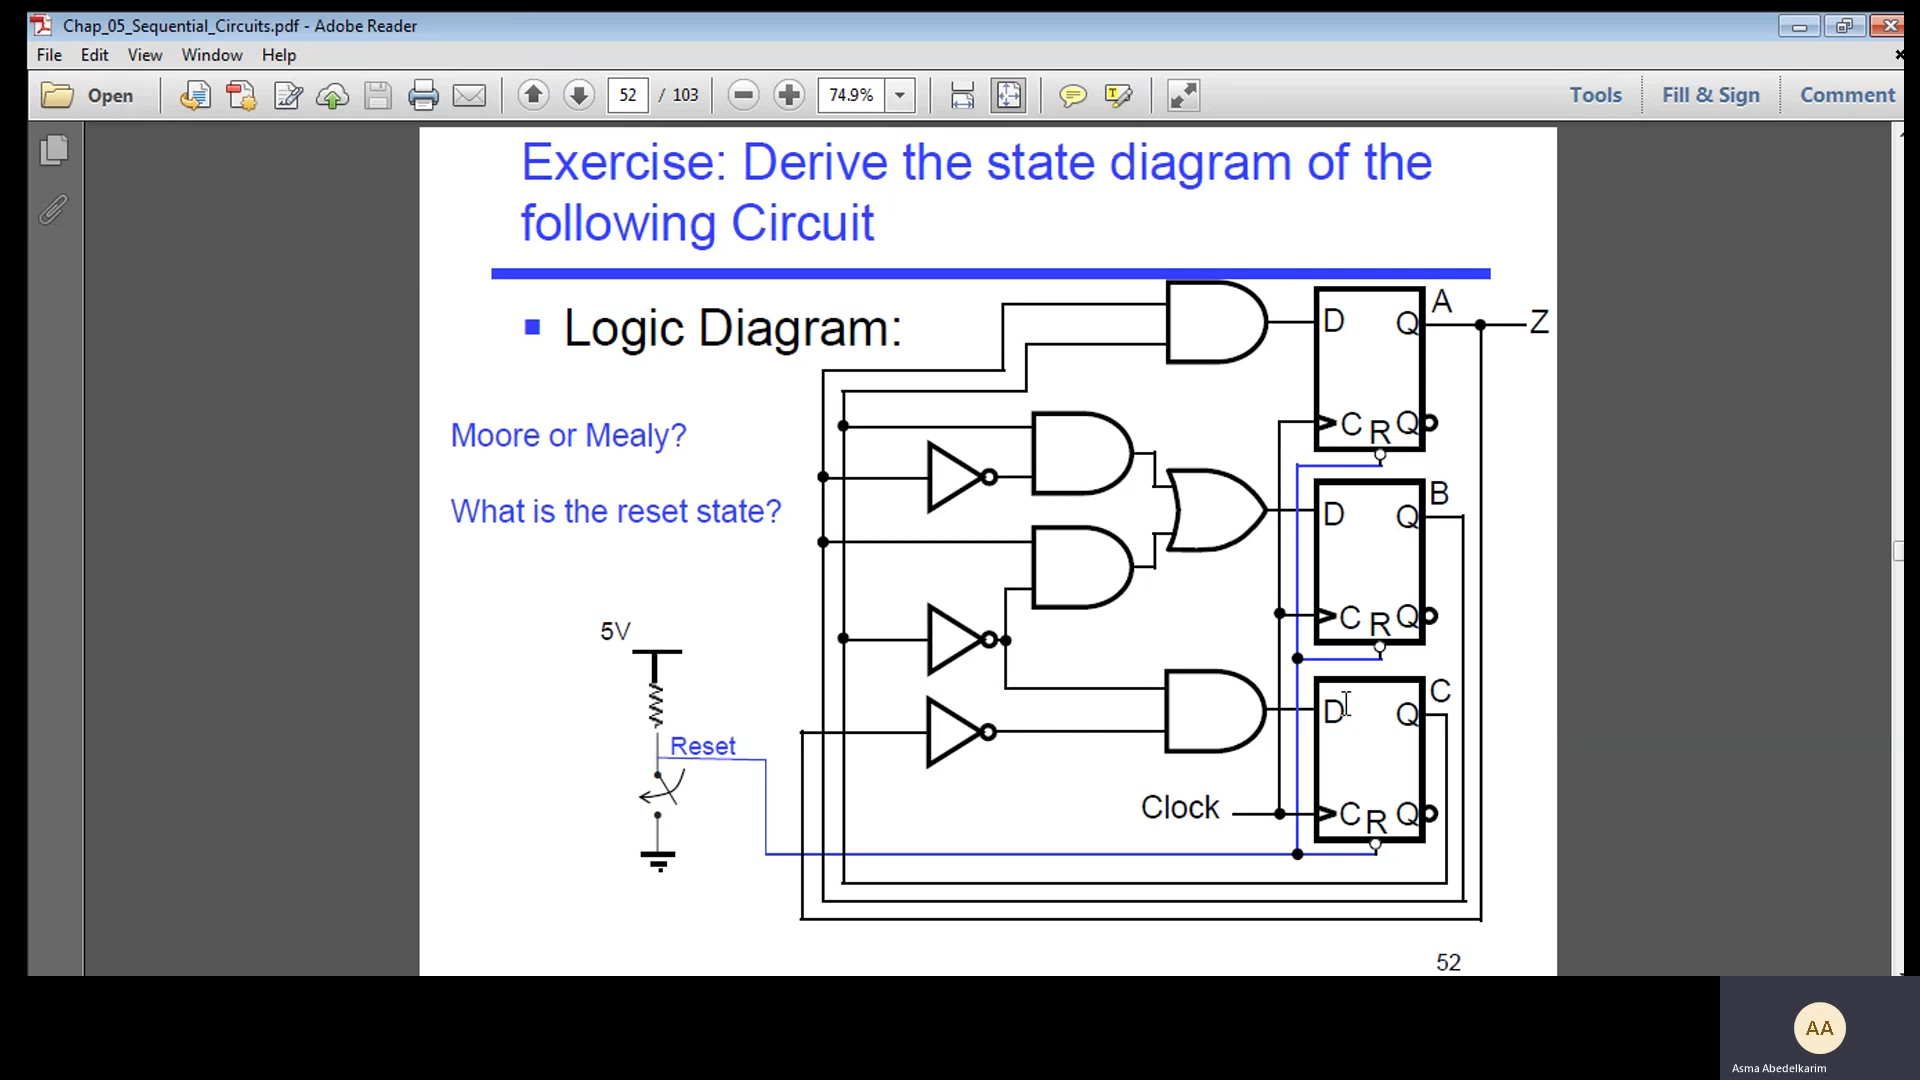 Chap_05_Sequential_Circuits.pdf - Adobe Reader
File Edit View Window Help
Open 52 / 103 74.9% Tools Fill & Sign Comment
Exercise: Derive the state diagram of the
following Circuit
Logic Diagram:
Moore or Mealy?
What is the reset state?
5V
Reset
Clock
D Q A Z
C R Q
D Q B
C R Q
D Q C
C R Q
52
AA
Asma Abedelkarim